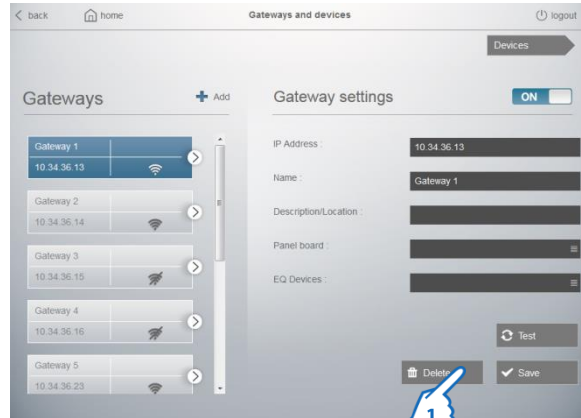 back home Gateways and devices logout
Devices
Gateways Add
Gateway settings ON
Gateway 1
10.34.36.13
Gateway 2
10.34.36.14
Gateway 3
10.34.36.15
Gateway 4
10.34.36.16
Gateway 5
10.34.36.23
IP Address : 10.34.36.13
Name : Gateway 1
Description/Location :
Panel board :
EQ Devices :
Test
Delete Save
1